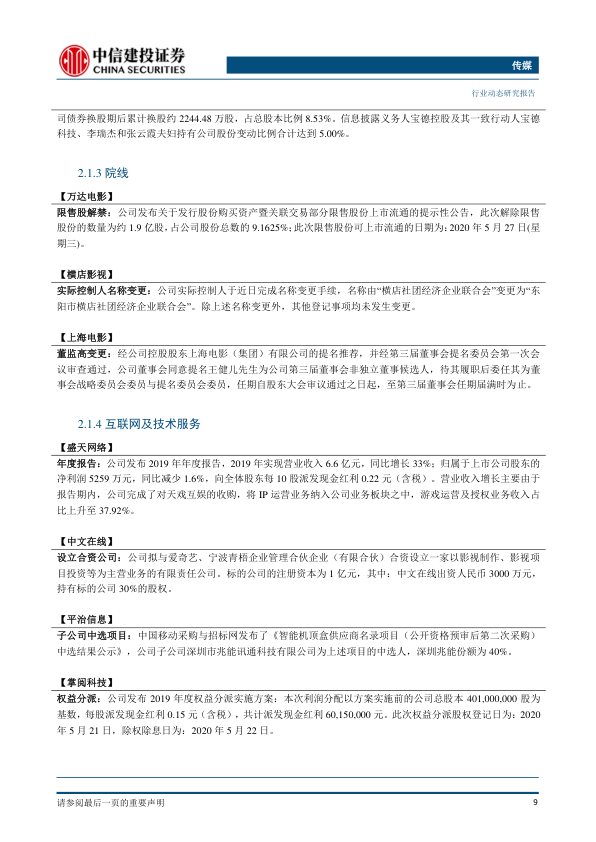 中信建投证券
CHINA SECURITIES
传媒
行业动态研究报告
司债券换股期后累计换股约 2244.48 万股，占总股本比例 8.53%。信息披露义务人宝德控股及其一致行动人宝德
科技、李瑞杰和张云霞夫妇持有公司股份变动比例合计达到 5.00%。
2.1.3 院线
【万达电影】
限售股解禁：公司发布关于发行股份购买资产暨关联交易部分限售股份上市流通的提示性公告，此次解除限售
股份的数量为约 1.9 亿股，占公司股份总数的 9.1625%；此次限售股份可上市流通的日期为：2020 年 5 月 27 日(星
期三)。
【横店影视】
实际控制人名称变更：公司实际控制人于近日完成名称变更手续，名称由“横店社团经济企业联合会”变更为“东
阳市横店社团经济企业联合会”。除上述名称变更外，其他登记事项均未发生变更。
【上海电影】
董监高变更：经公司控股股东上海电影（集团）有限公司的提名推荐，并经第三届董事会提名委员会第一次会
议审查通过，公司董事会同意提名王健儿先生为公司第三届董事会非独立董事候选人，待其履职后委任其为董
事会战略委员会委员与提名委员会委员，任期自股东大会审议通过之日起，至第三届董事会任期届满时为止。
2.1.4 互联网及技术服务
【盛天网络】
年度报告：公司发布 2019 年年度报告，2019 年实现营业收入 6.6 亿元，同比增长 33%；归属于上市公司股东的
净利润 5259 万元，同比减少 1.6%，向全体股东每 10 股派发现金红利 0.22 元（含税）。营业收入增长主要由于
报告期内，公司完成了对天戏互娱的收购，将 IP 运营业务纳入公司业务板块之中，游戏运营及授权业务收入占
比上升至 37.92%。
【中文在线】
设立合资公司：公司拟与爱奇艺、宁波青梧企业管理合伙企业（有限合伙）合资设立一家以影视制作、影视项
目投资等为主营业务的有限责任公司。标的公司的注册资本为 1 亿元，其中：中文在线出资人民币 3000 万元，
持有标的公司 30%的股权。
【平治信息】
子公司中选项目：中国移动采购与招标网发布了《智能机顶盒供应商名录项目（公开资格预审后第二次采购）
中选结果公示》，公司子公司深圳市兆能讯通科技有限公司为上述项目的中选人，深圳兆能份额为 40%。
【掌阅科技】
权益分派：公司发布 2019 年度权益分派实施方案：本次利润分配以方案实施前的公司总股本 401,000,000 股为
基数，每股派发现金红利 0.15 元（含税），共计派发现金红利 60,150,000 元。此次权益分派股权登记日为：2020
年 5 月 21 日，除权除息日为：2020 年 5 月 22 日。
请参阅最后一页的重要声明
9